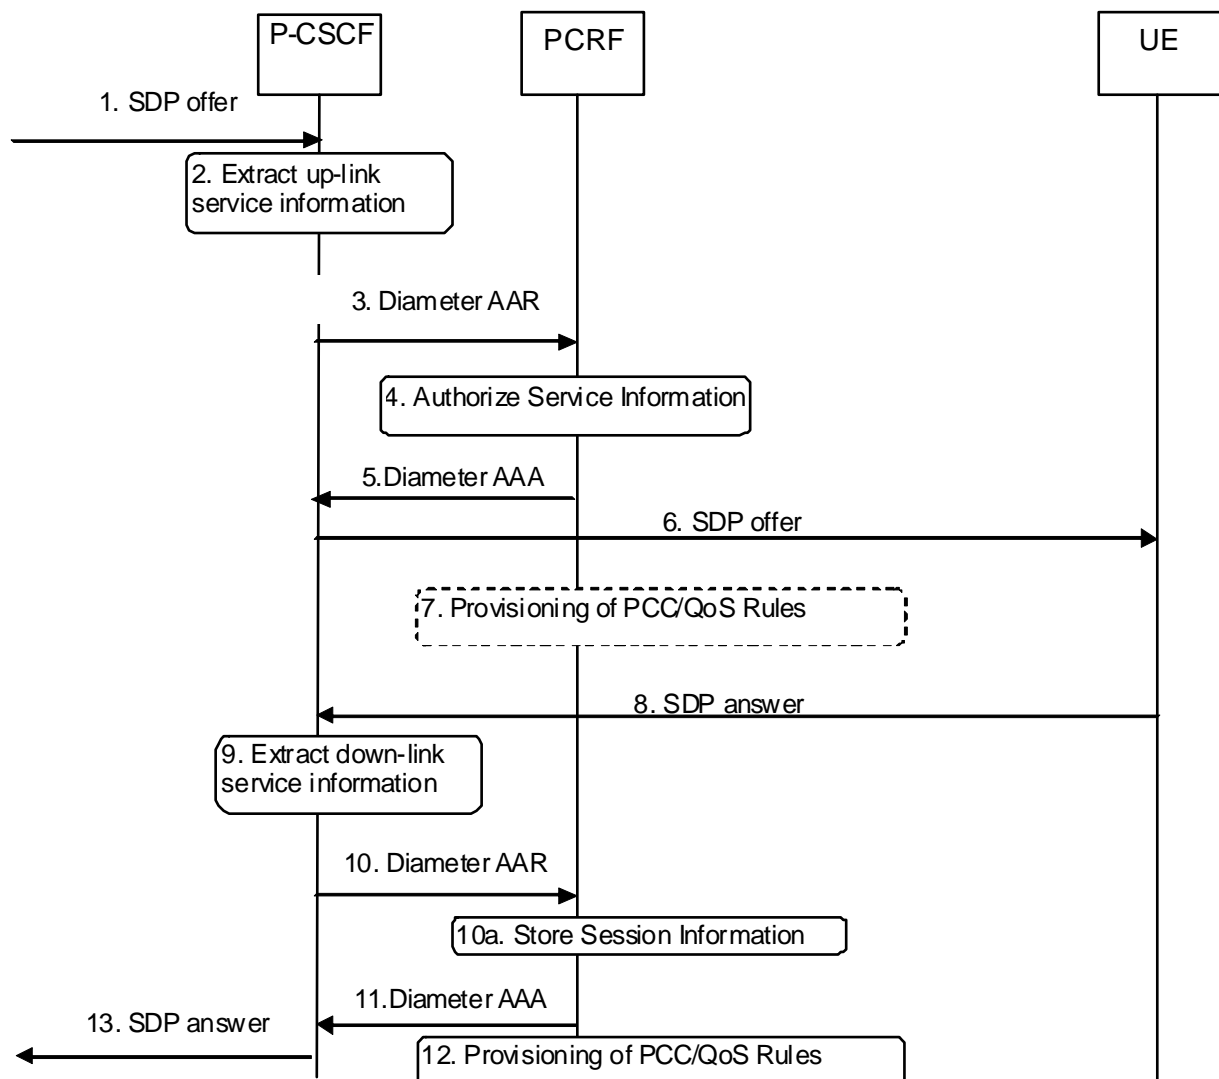 P-CSCF
PCRF
UE
1. SDP offer
2. Extract up-link
service information
3. Diameter AAR
4. Authorize Service Information
5.Diameter AAA
6. SDP offer
7. Provisioning of PCC/QoS Rules
8. SDP answer
9. Extract down-link
service information
10. Diameter AAR
10a. Store Session Information
11.Diameter AAA
13. SDP answer
12. Provisioning of PCC/QoS Rules